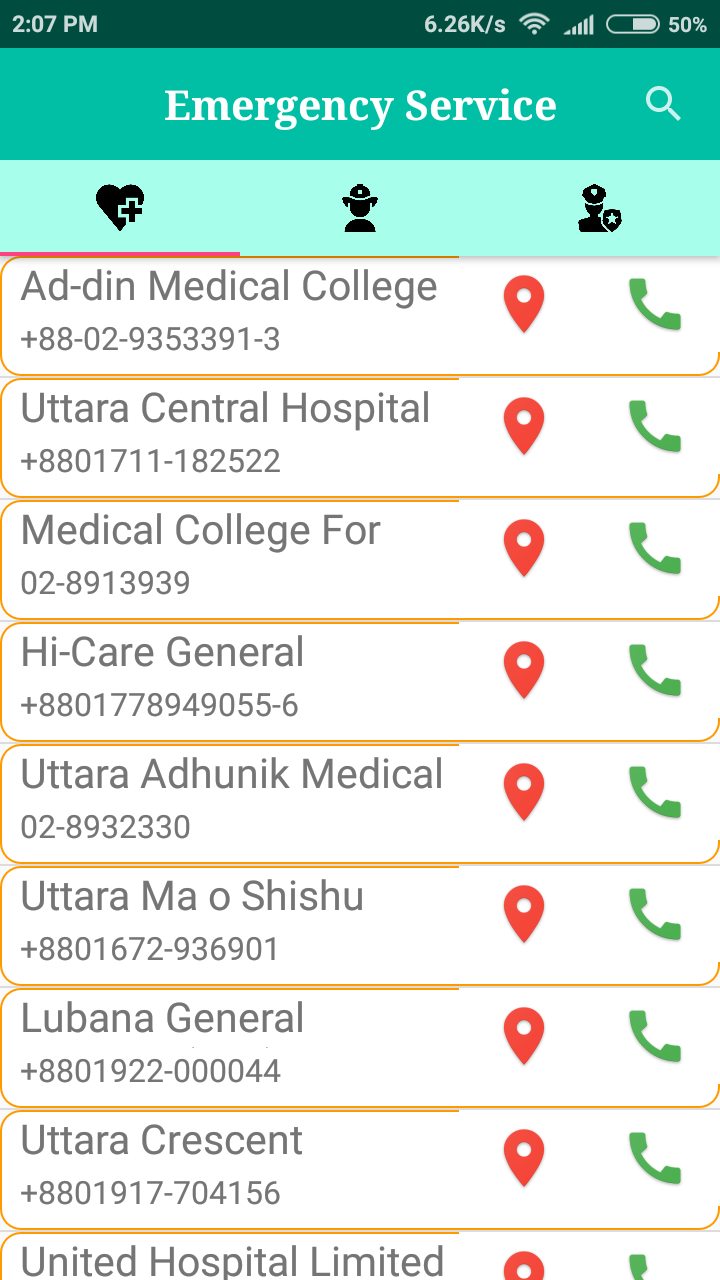 2:07 PM 6.26K/s 50%
Emergency Service
Ad-din Medical College
+88-02-9353391-3
Uttara Central Hospital
+8801711-182522
Medical College For
02-8913939
Hi-Care General
+8801778949055-6
Uttara Adhunik Medical
02-8932330
Uttara Ma o Shishu
+8801672-936901
Lubana General
+8801922-000044
Uttara Crescent
+8801917-704156
United Hospital Limited